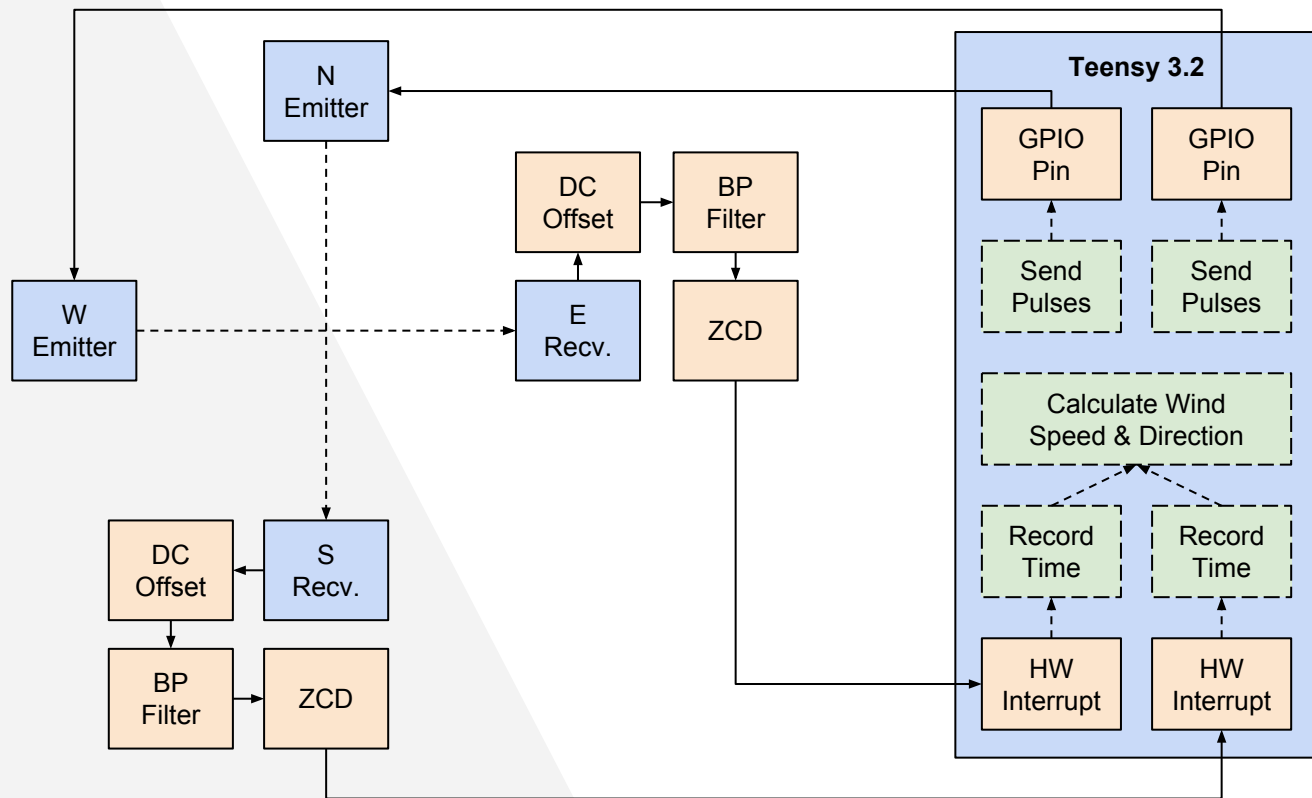 Teensy 3.2
N
Emitter
GPIO
Pin
GPIO
Pin
DC
Offset
BP
Filter
Send
Pulses
Send
Pulses
W
Emitter
E
Recv.
ZCD
Calculate Wind
Speed & Direction
DC
Offset
S
Recv.
Record
Time
Record
Time
BP
Filter
ZCD
HW
Interrupt
HW
Interrupt